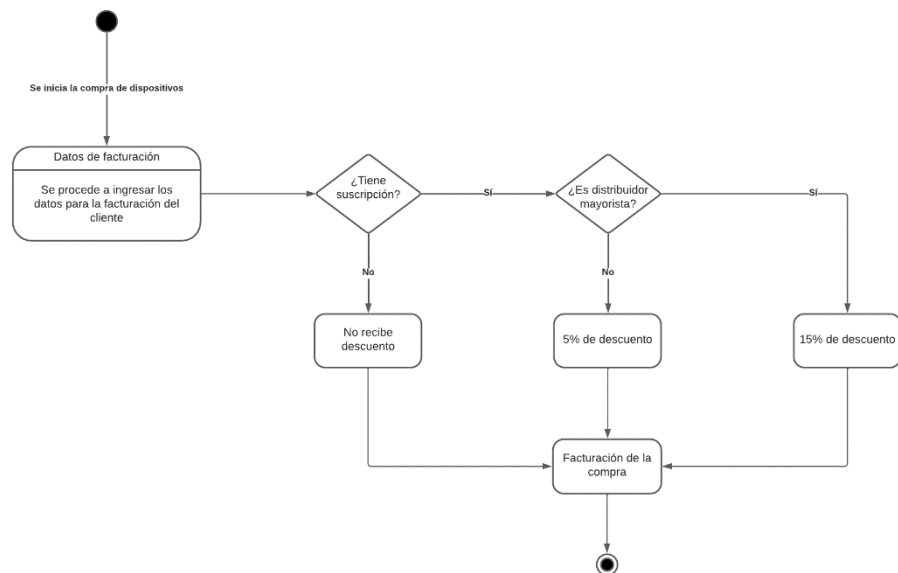 Se inicia la compra de dispositivos
Datos de facturación
Se procede a ingresar los
datos para la facturación del
cliente
¿Tiene
suscripción?
Sí
¿Es distribuidor
mayorista?
Sí
No
No
No recibe
descuento
5% de descuento
15% de descuento
Facturación de la
compra